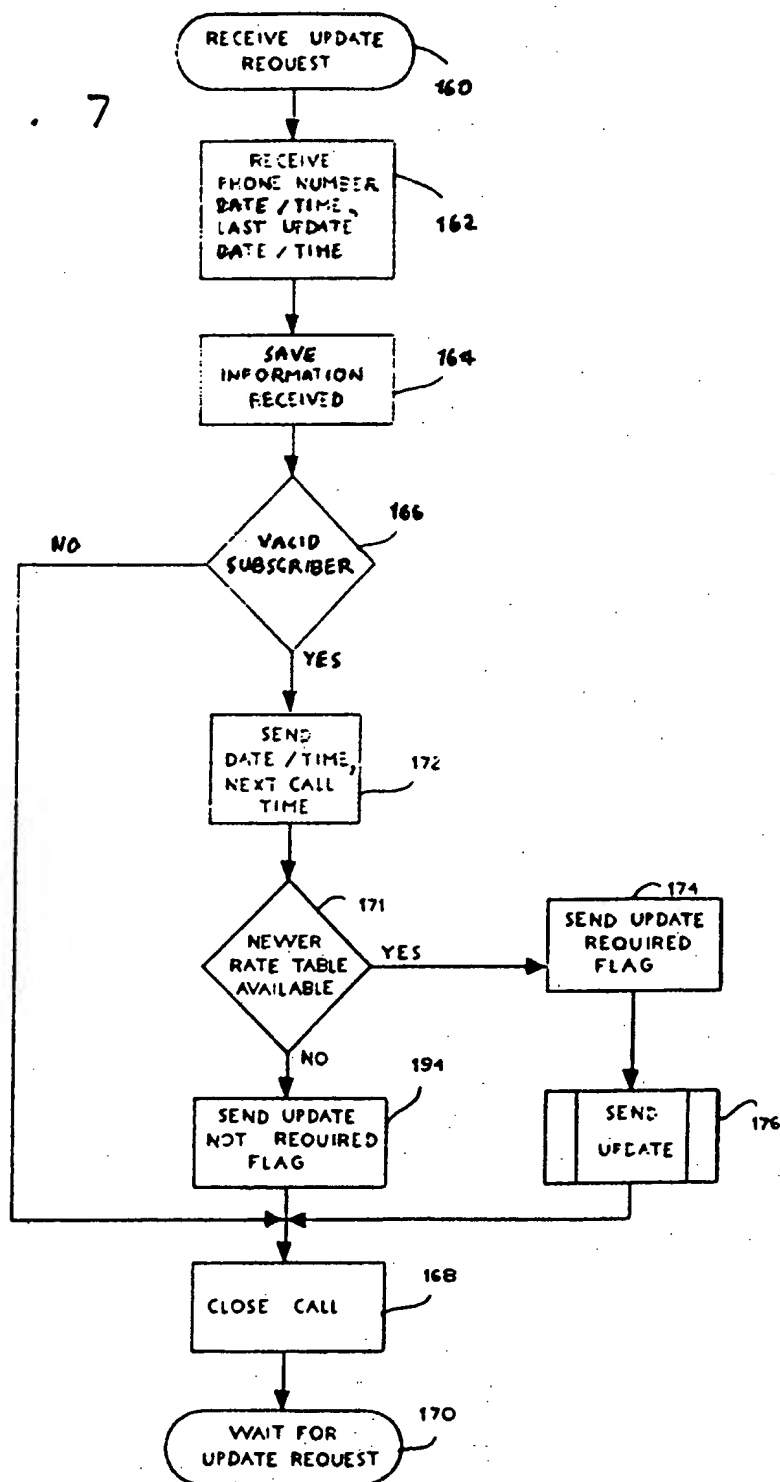 RECEIVE UPDATE
REQUEST
160
. 7
RECEIVE
PHONE NUMBER
DATE / TIME,
LAST UPDATE
DATE / TIME
162
SAVE
INFORMATION
RECEIVED
164
VALID
SUBSCRIBER
166
NO
YES
SEND
DATE / TIME,
NEXT CALL
TIME
172
NEWER
RATE TABLE
AVAILABLE
171
YES
NO
SEND UPDATE
REQUIRED
FLAG
174
SEND UPDATE
NOT REQUIRED
FLAG
194
SEND
UPDATE
176
CLOSE CALL
168
WAIT FOR
UPDATE REQUEST
170